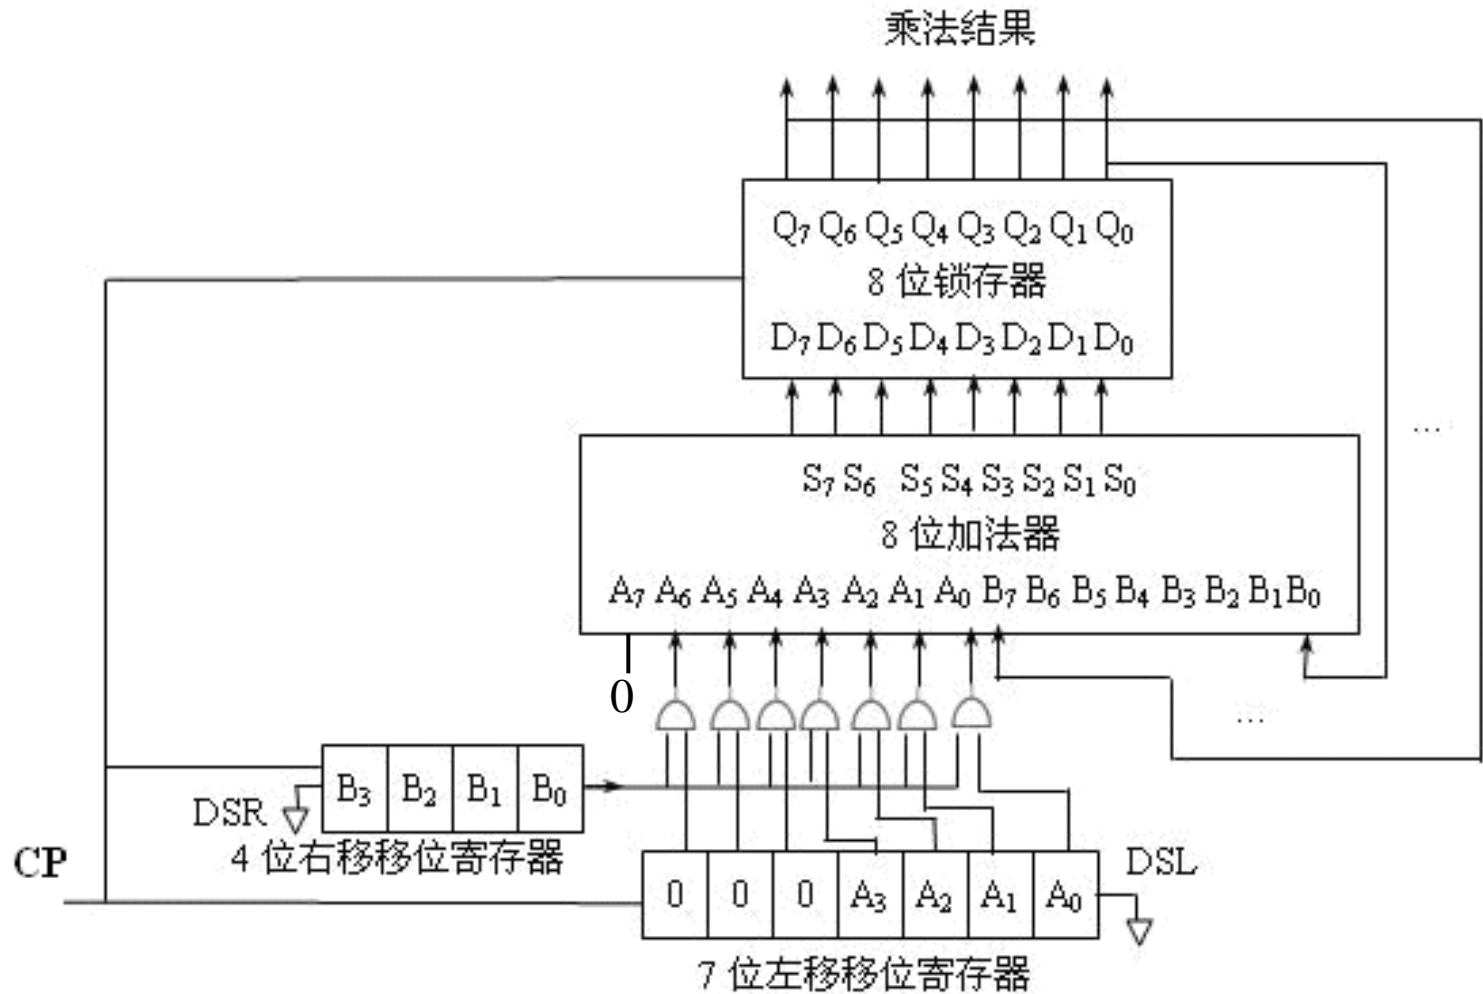 乘法结果
Q₇ Q₆ Q₅ Q₄ Q₃ Q₂ Q₁ Q₀
8 位锁存器
D₇ D₆ D₅ D₄ D₃ D₂ D₁ D₀
...
S₇ S₆ S₅ S₄ S₃ S₂ S₁ S₀
8 位加法器
A₇ A₆ A₅ A₄ A₃ A₂ A₁ A₀ B₇ B₆ B₅ B₄ B₃ B₂ B₁ B₀
0
...
B₃ B₂ B₁ B₀
DSR
4 位右移移位寄存器
CP
DSL
0 0 0 A₃ A₂ A₁ A₀
7 位左移移位寄存器